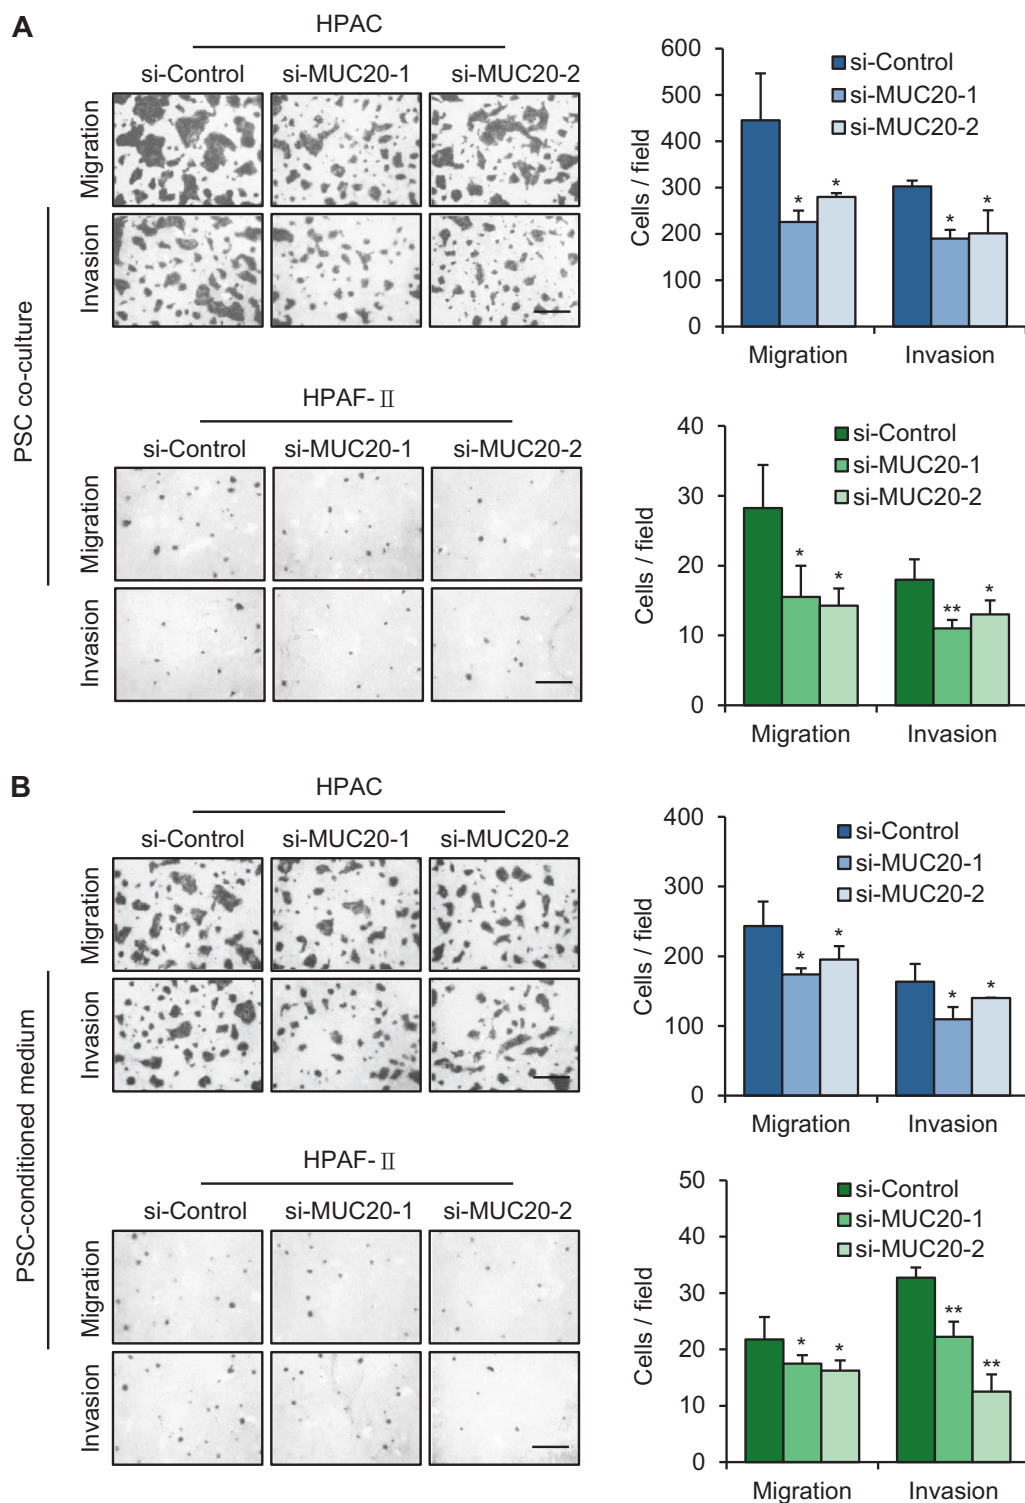 A
HPAC
si-Control si-MUC20-1 si-MUC20-2
Migration
Invasion
PSC co-culture
HPAF-Ⅱ
si-Control si-MUC20-1 si-MUC20-2
Migration
Invasion
600
500
400
300
200
100
0
Cells / field
si-Control
si-MUC20-1
si-MUC20-2
* *
* *
Migration Invasion
40
30
20
10
0
Cells / field
si-Control
si-MUC20-1
si-MUC20-2
* *
** *
Migration Invasion
B
HPAC
si-Control si-MUC20-1 si-MUC20-2
Migration
Invasion
PSC-conditioned medium
HPAF-Ⅱ
si-Control si-MUC20-1 si-MUC20-2
Migration
Invasion
400
300
200
100
0
Cells / field
si-Control
si-MUC20-1
si-MUC20-2
* *
* *
Migration Invasion
50
40
30
20
10
0
Cells / field
si-Control
si-MUC20-1
si-MUC20-2
* *
** **
Migration Invasion